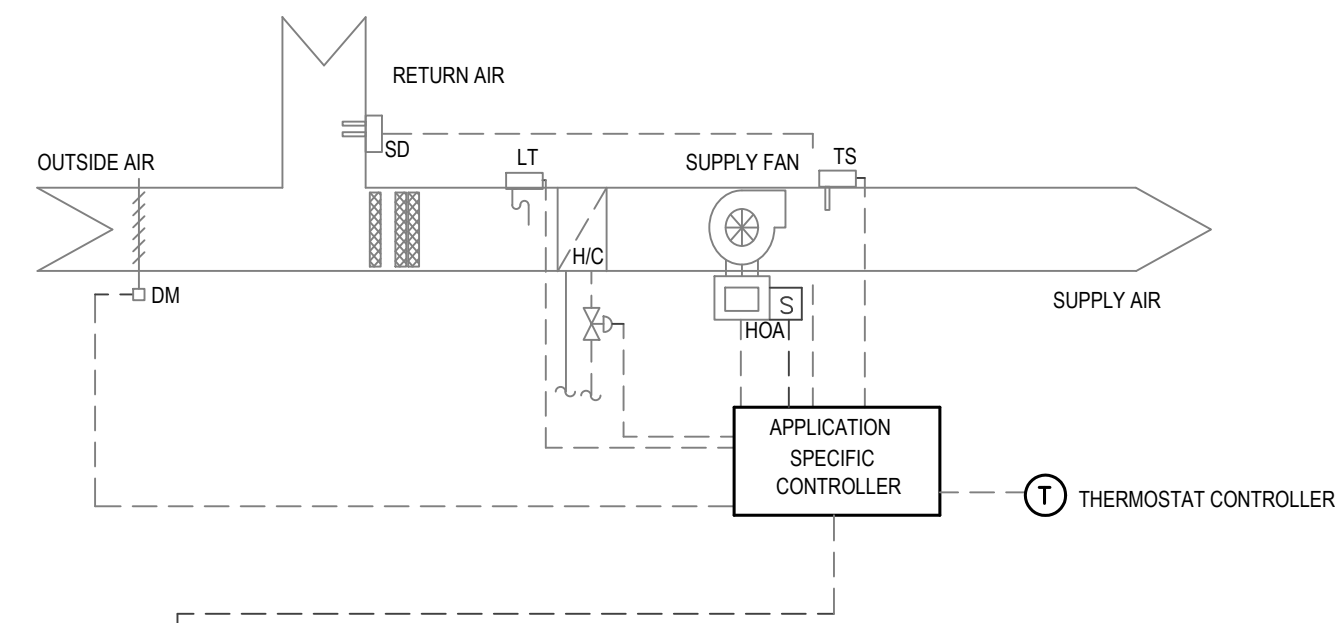 RETURN AIR
SD
OUTSIDE AIR
LT
SUPPLY FAN
TS
H/C
DM
S
HOA
SUPPLY AIR
APPLICATION
SPECIFIC
CONTROLLER
T
THERMOSTAT CONTROLLER